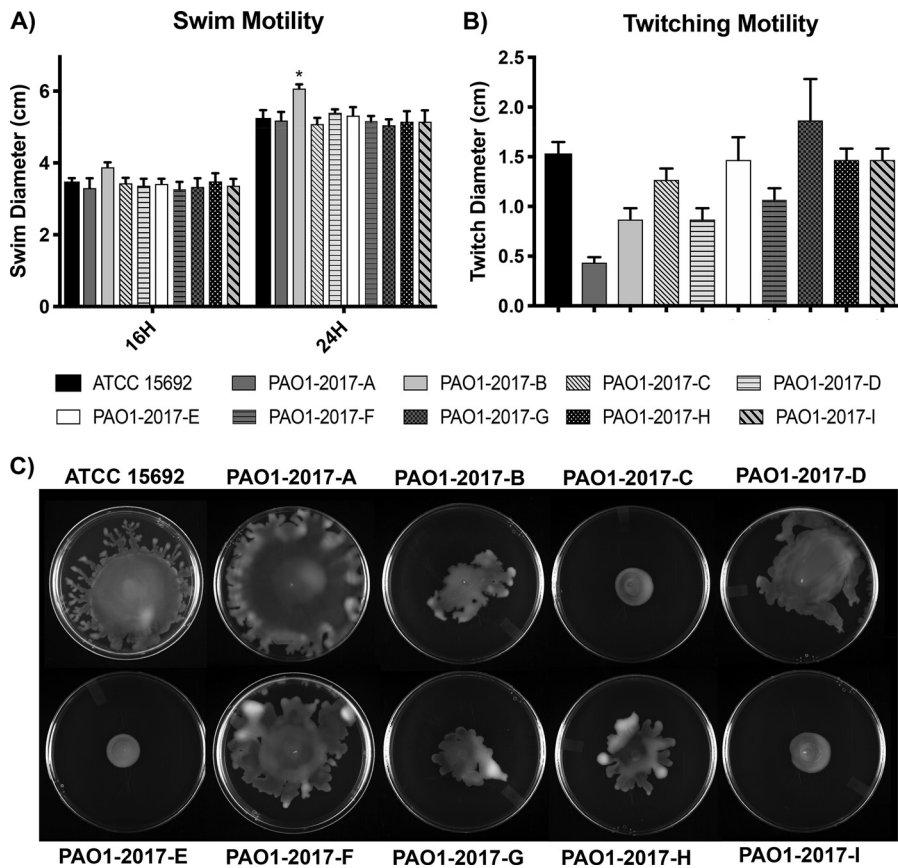 A)
Swim Motility
Swim Diameter (cm)
6
4
2
0
*
16H
24H
B)
Twitching Motility
Twitch Diameter (cm)
2.5
2.0
1.5
1.0
0.5
0.0
ATCC 15692
PAO1-2017-A
PAO1-2017-B
PAO1-2017-C
PAO1-2017-D
PAO1-2017-E
PAO1-2017-F
PAO1-2017-G
PAO1-2017-H
PAO1-2017-I
C)
ATCC 15692
PAO1-2017-A
PAO1-2017-B
PAO1-2017-C
PAO1-2017-D
PAO1-2017-E
PAO1-2017-F
PAO1-2017-G
PAO1-2017-H
PAO1-2017-I